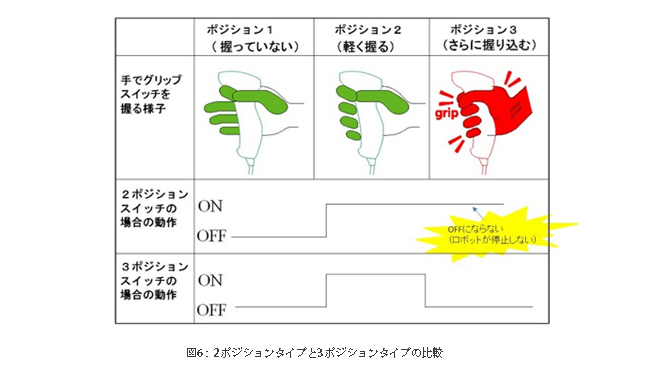 ポジション１
（握っていない）
ポジション２
（軽く握る）
ポジション３
（さらに握り込む）
手でグリップ
スイッチを
握る様子
grip
２ポジション
スイッチの
場合の動作
ON
OFF
OFFにならない
（ロボットが停止しない）
３ポジション
スイッチの
場合の動作
ON
OFF
図6：2ポジションタイプと3ポジションタイプの比較